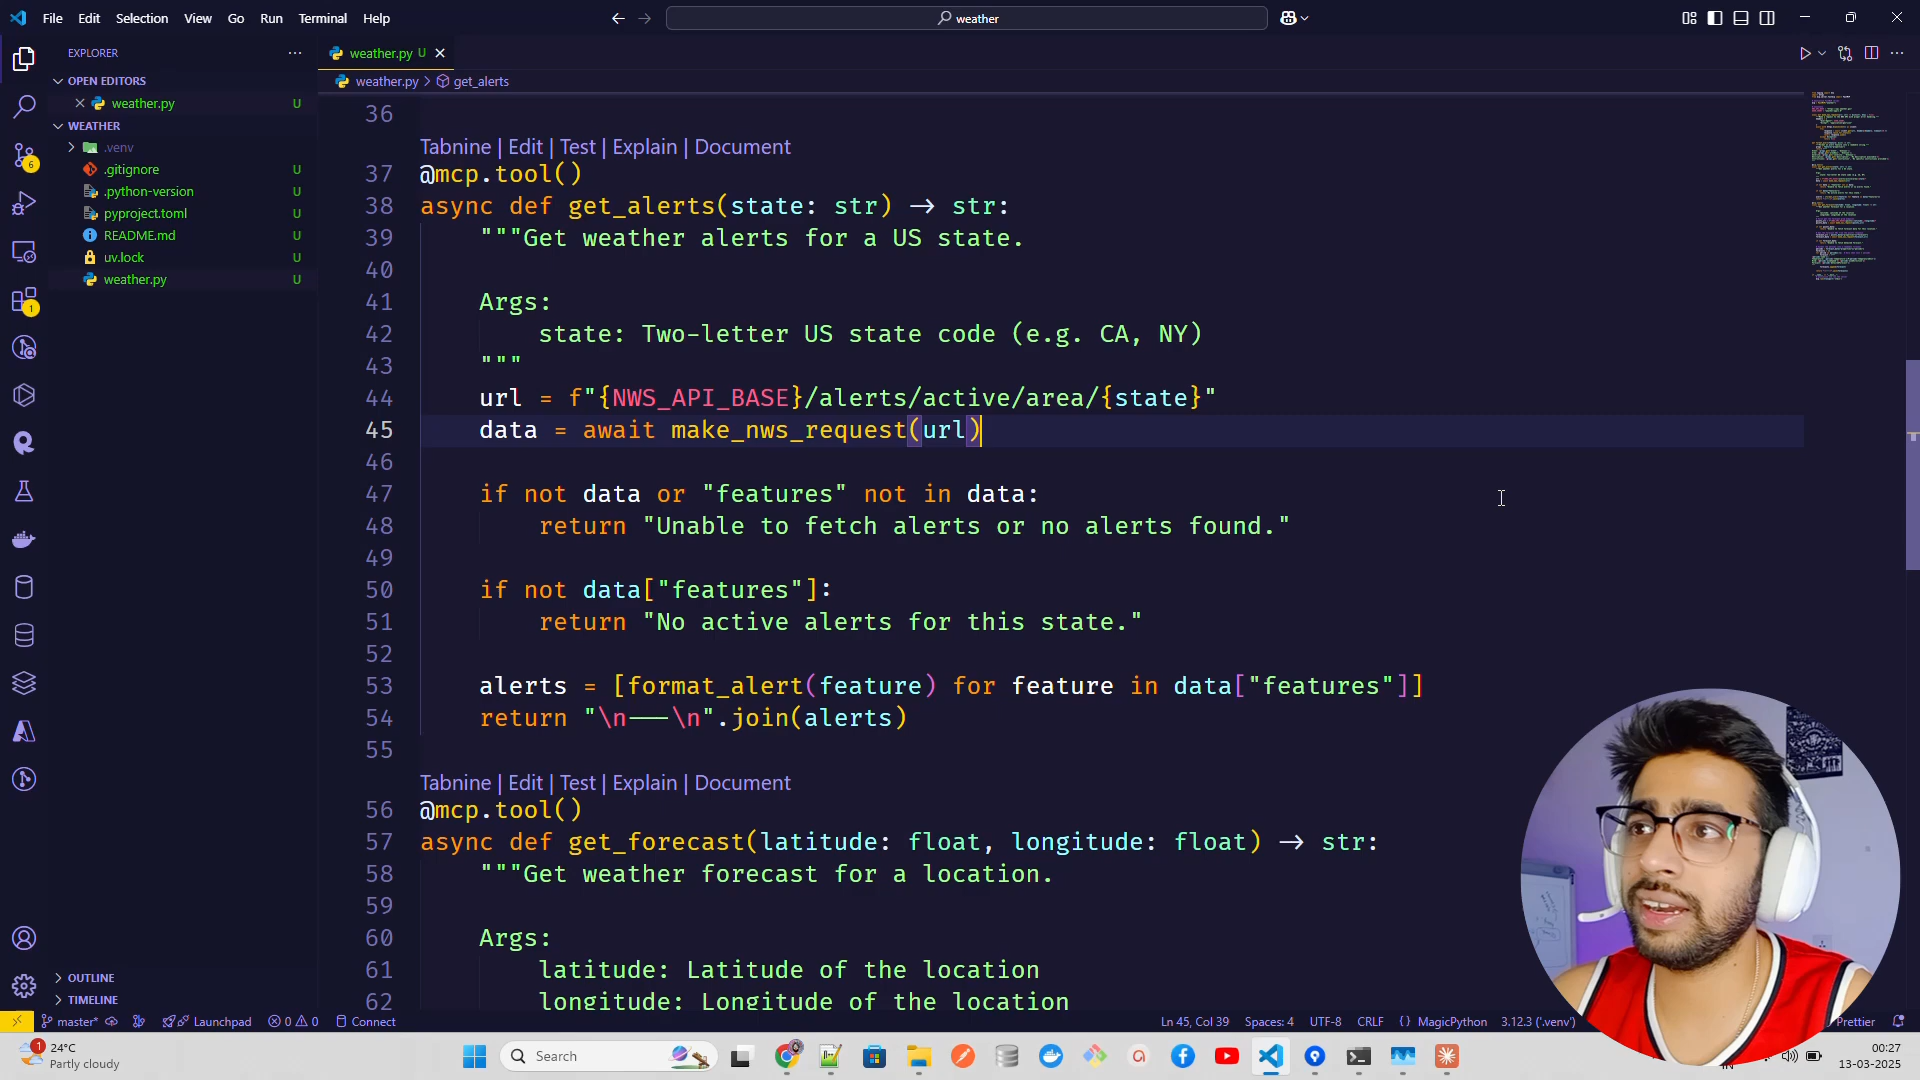 File Edit Selection View Go Run Terminal Help
weather
EXPLORER
OPEN EDITORS
weather.py U
WEATHER
.venv
.gitignore U
.python-version U
pyproject.toml U
README.md U
uv.lock U
weather.py U
OUTLINE
TIMELINE
6
1
weather.py U
weather.py > get_alerts
36
Tabnine | Edit | Test | Explain | Document
37 @mcp.tool()
38 async def get_alerts(state: str) -> str:
39 """Get weather alerts for a US state.
40
41 Args:
42 state: Two-letter US state code (e.g. CA, NY)
43 """
44 url = f"{NWS_API_BASE}/alerts/active/area/{state}"
45 data = await make_nws_request(url)
46
47 if not data or "features" not in data:
48 return "Unable to fetch alerts or no alerts found."
49
50 if not data["features"]:
51 return "No active alerts for this state."
52
53 alerts = [format_alert(feature) for feature in data["features"]]
54 return "\n---\n".join(alerts)
55
Tabnine | Edit | Test | Explain | Document
56 @mcp.tool()
57 async def get_forecast(latitude: float, longitude: float) -> str:
58 """Get weather forecast for a location.
59
60 Args:
61 latitude: Latitude of the location
62 longitude: Longitude of the location
master* Launchpad 0 0 Connect
Ln 45, Col 39 Spaces: 4 UTF-8 CRLF { } MagicPython 3.12.3 ('.venv') Prettier
1
24°C
Partly cloudy
Search
IN
00:27
13-03-2025